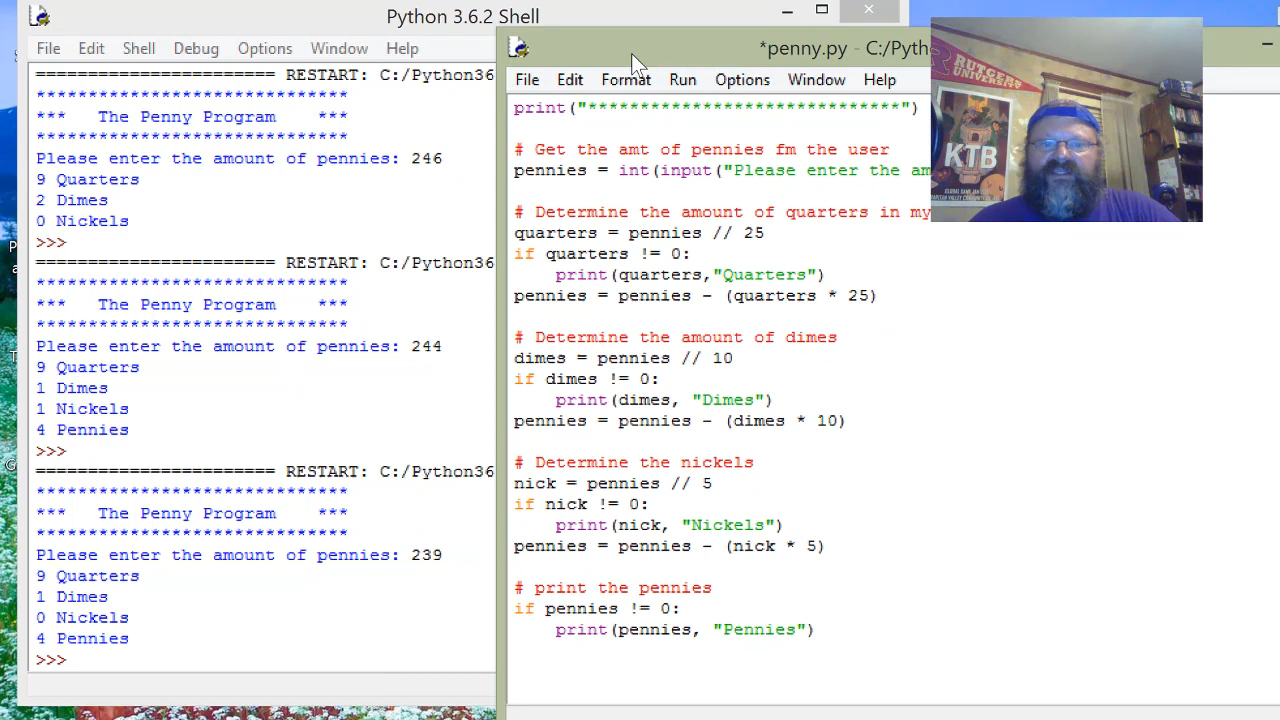 Python 3.6.2 Shell
File Edit Shell Debug Options Window Help
======================= RESTART: C:/Python36
******************************
*** The Penny Program ***
******************************
Please enter the amount of pennies: 246
9 Quarters
2 Dimes
0 Nickels
>>>
======================= RESTART: C:/Python36
******************************
*** The Penny Program ***
******************************
Please enter the amount of pennies: 244
9 Quarters
1 Dimes
1 Nickels
4 Pennies
>>>
======================= RESTART: C:/Python36
******************************
*** The Penny Program ***
******************************
Please enter the amount of pennies: 239
9 Quarters
1 Dimes
0 Nickels
4 Pennies
>>>
*penny.py - C:/Pyth
File Edit Format Run Options Window Help
print("******************************")
# Get the amt of pennies fm the user
pennies = int(input("Please enter the am
# Determine the amount of quarters in my
quarters = pennies // 25
if quarters != 0:
    print(quarters,"Quarters")
pennies = pennies - (quarters * 25)
# Determine the amount of dimes
dimes = pennies // 10
if dimes != 0:
    print(dimes, "Dimes")
pennies = pennies - (dimes * 10)
# Determine the nickels
nick = pennies // 5
if nick != 0:
    print(nick, "Nickels")
pennies = pennies - (nick * 5)
# print the pennies
if pennies != 0:
    print(pennies, "Pennies")
RUTGERS
UNIVERSITY
KTB